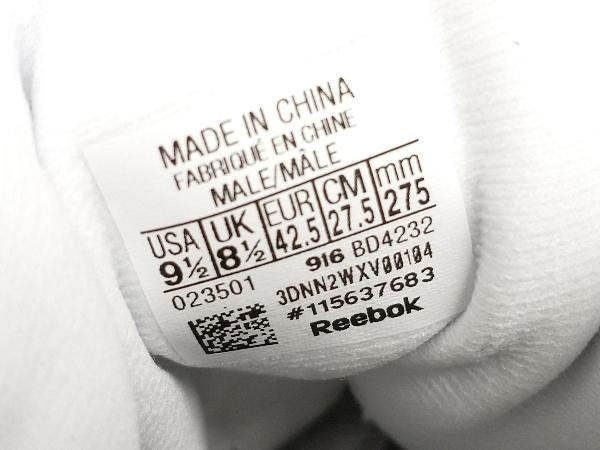 MADE IN CHINA
FABRIQUÉ EN CHINE
MALE/MÂLE
USA UK EUR CM mm
9½ 8½ 42.5 27.5 275
023501 916 BD4232
3DNN2WXV00104
#115637683
Reebok